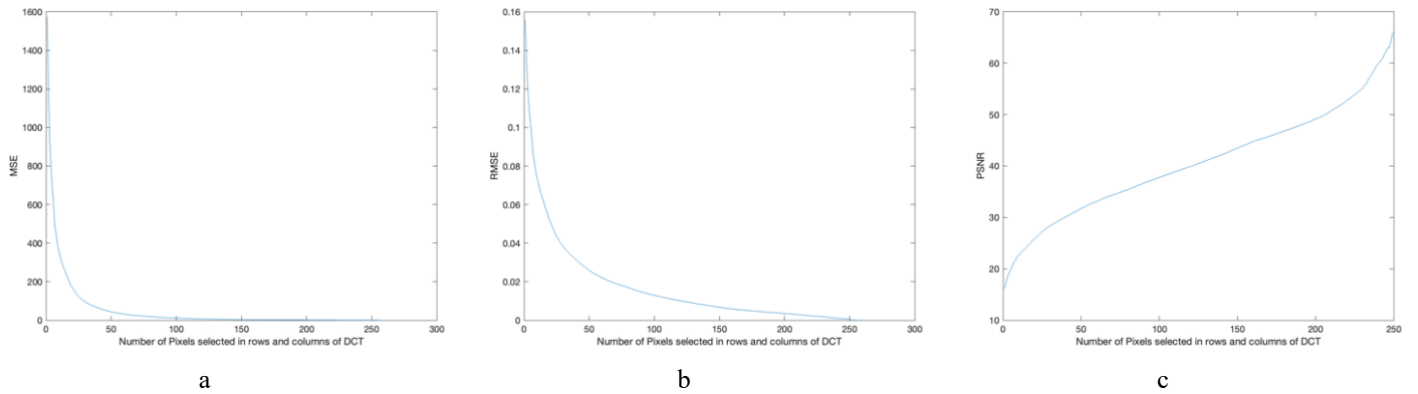 1600
1400
1200
1000
800
600
400
200
0
MSE
0 50 100 150 200 250 300
Number of Pixels selected in rows and columns of DCT
a
0.16
0.14
0.12
0.1
0.08
0.06
0.04
0.02
0
RMSE
0 50 100 150 200 250 300
Number of Pixels selected in rows and columns of DCT
b
70
60
50
40
30
20
10
PSNR
0 50 100 150 200 250
Number of Pixels selected in rows and columns of DCT
c